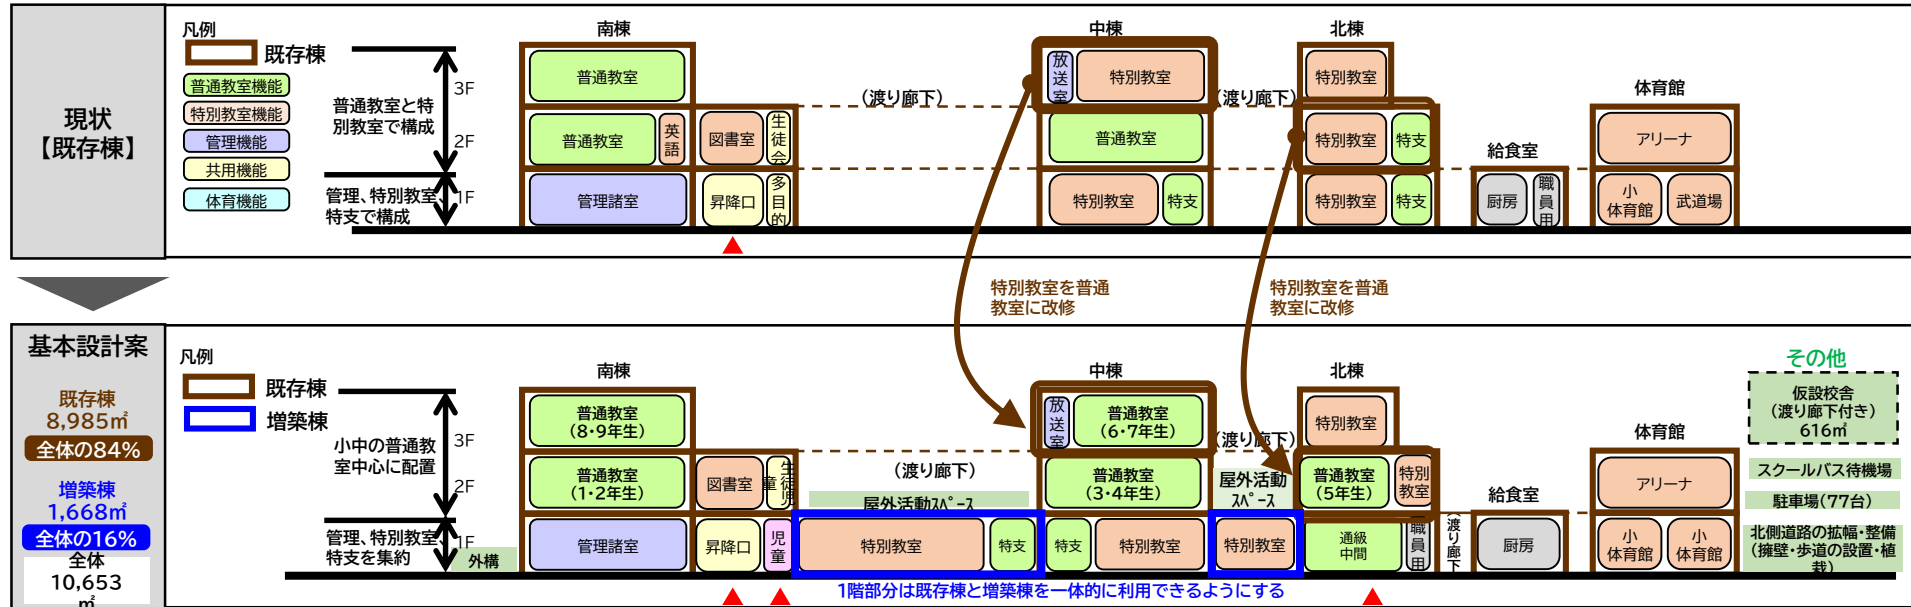 現状
【既存棟】
凡例
既存棟
普通教室機能
特別教室機能
管理機能
共用機能
体育機能
普通教室と特
別教室で構成
管理、特別教室、
特支で構成
3F
2F
1F
南棟
普通教室
普通教室
英語
図書室
生徒会
管理諸室
昇降口
多目的
(渡り廊下)
中棟
放送室
特別教室
普通教室
特別教室
特支
(渡り廊下)
北棟
特別教室
特別教室
特支
特別教室
特支
給食室
厨房
職員用
体育館
アリーナ
小
体育館
武道場
特別教室を普通
教室に改修
特別教室を普通
教室に改修
基本設計案
既存棟
8,985㎡
全体の84%
増築棟
1,668㎡
全体の16%
全体
10,653
㎡
凡例
既存棟
増築棟
小中の普通教
室中心に配置
管理、特別教室、
特支を集約
3F
2F
1F
外構
南棟
普通教室
(8・9年生)
普通教室
(1・2年生)
図書室
生徒児童
管理諸室
昇降口
児童
(渡り廊下)
屋外活動スペース
特別教室
特支
中棟
放送室
普通教室
(6・7年生)
普通教室
(3・4年生)
特支
特別教室
(渡り廊下)
屋外活動
スペース
特別教室
北棟
特別教室
普通教室
(5年生)
特別
教室
通級
中間
職員用
(渡り廊下)
給食室
厨房
体育館
アリーナ
小
体育館
小
体育館
1階部分は既存棟と増築棟を一体的に利用できるようにする
その他
仮設校舎
(渡り廊下付き)
616㎡
スクールバス待機場
駐車場(77台)
北側道路の拡幅・整備
(擁壁・歩道の設置・植
栽)